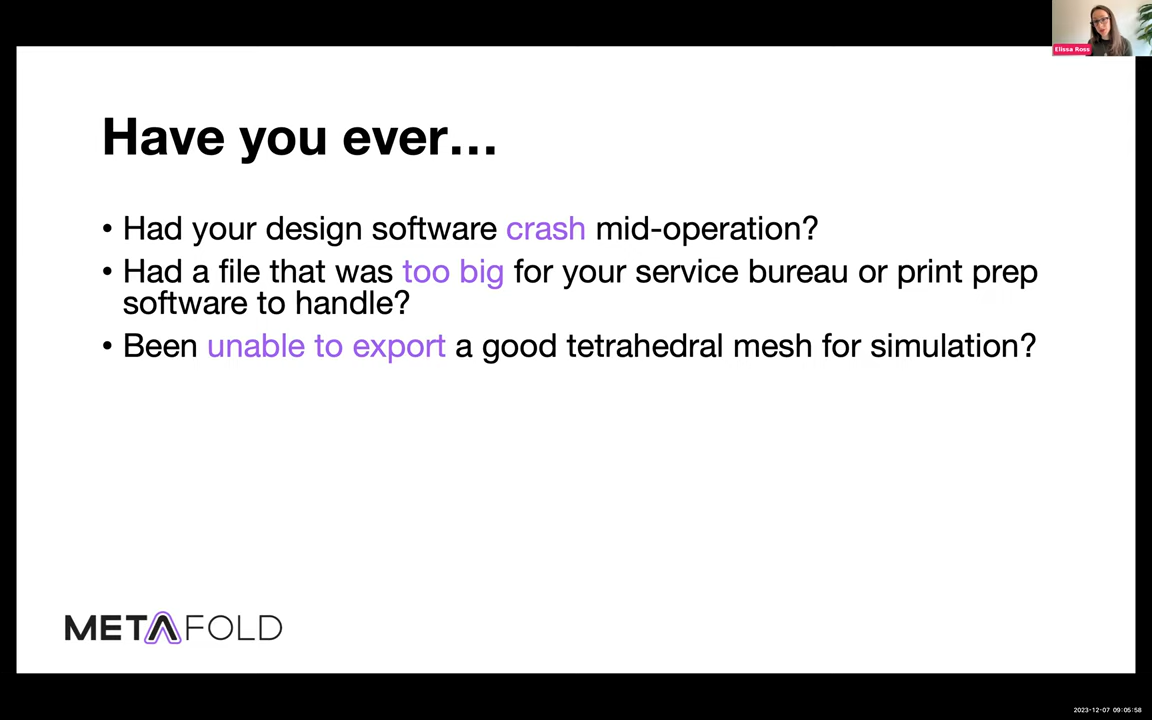 Elissa Ross
Have you ever...
• Had your design software crash mid-operation?
• Had a file that was too big for your service bureau or print prep
software to handle?
• Been unable to export a good tetrahedral mesh for simulation?
METAFOLD
2023-12-07 09:05:58